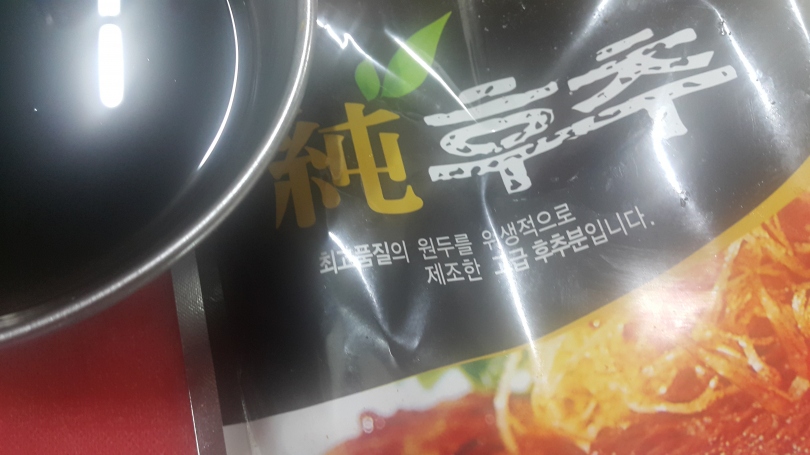 純후추
최고품질의 원두를 위생적으로
제조한 고급 후추분입니다.